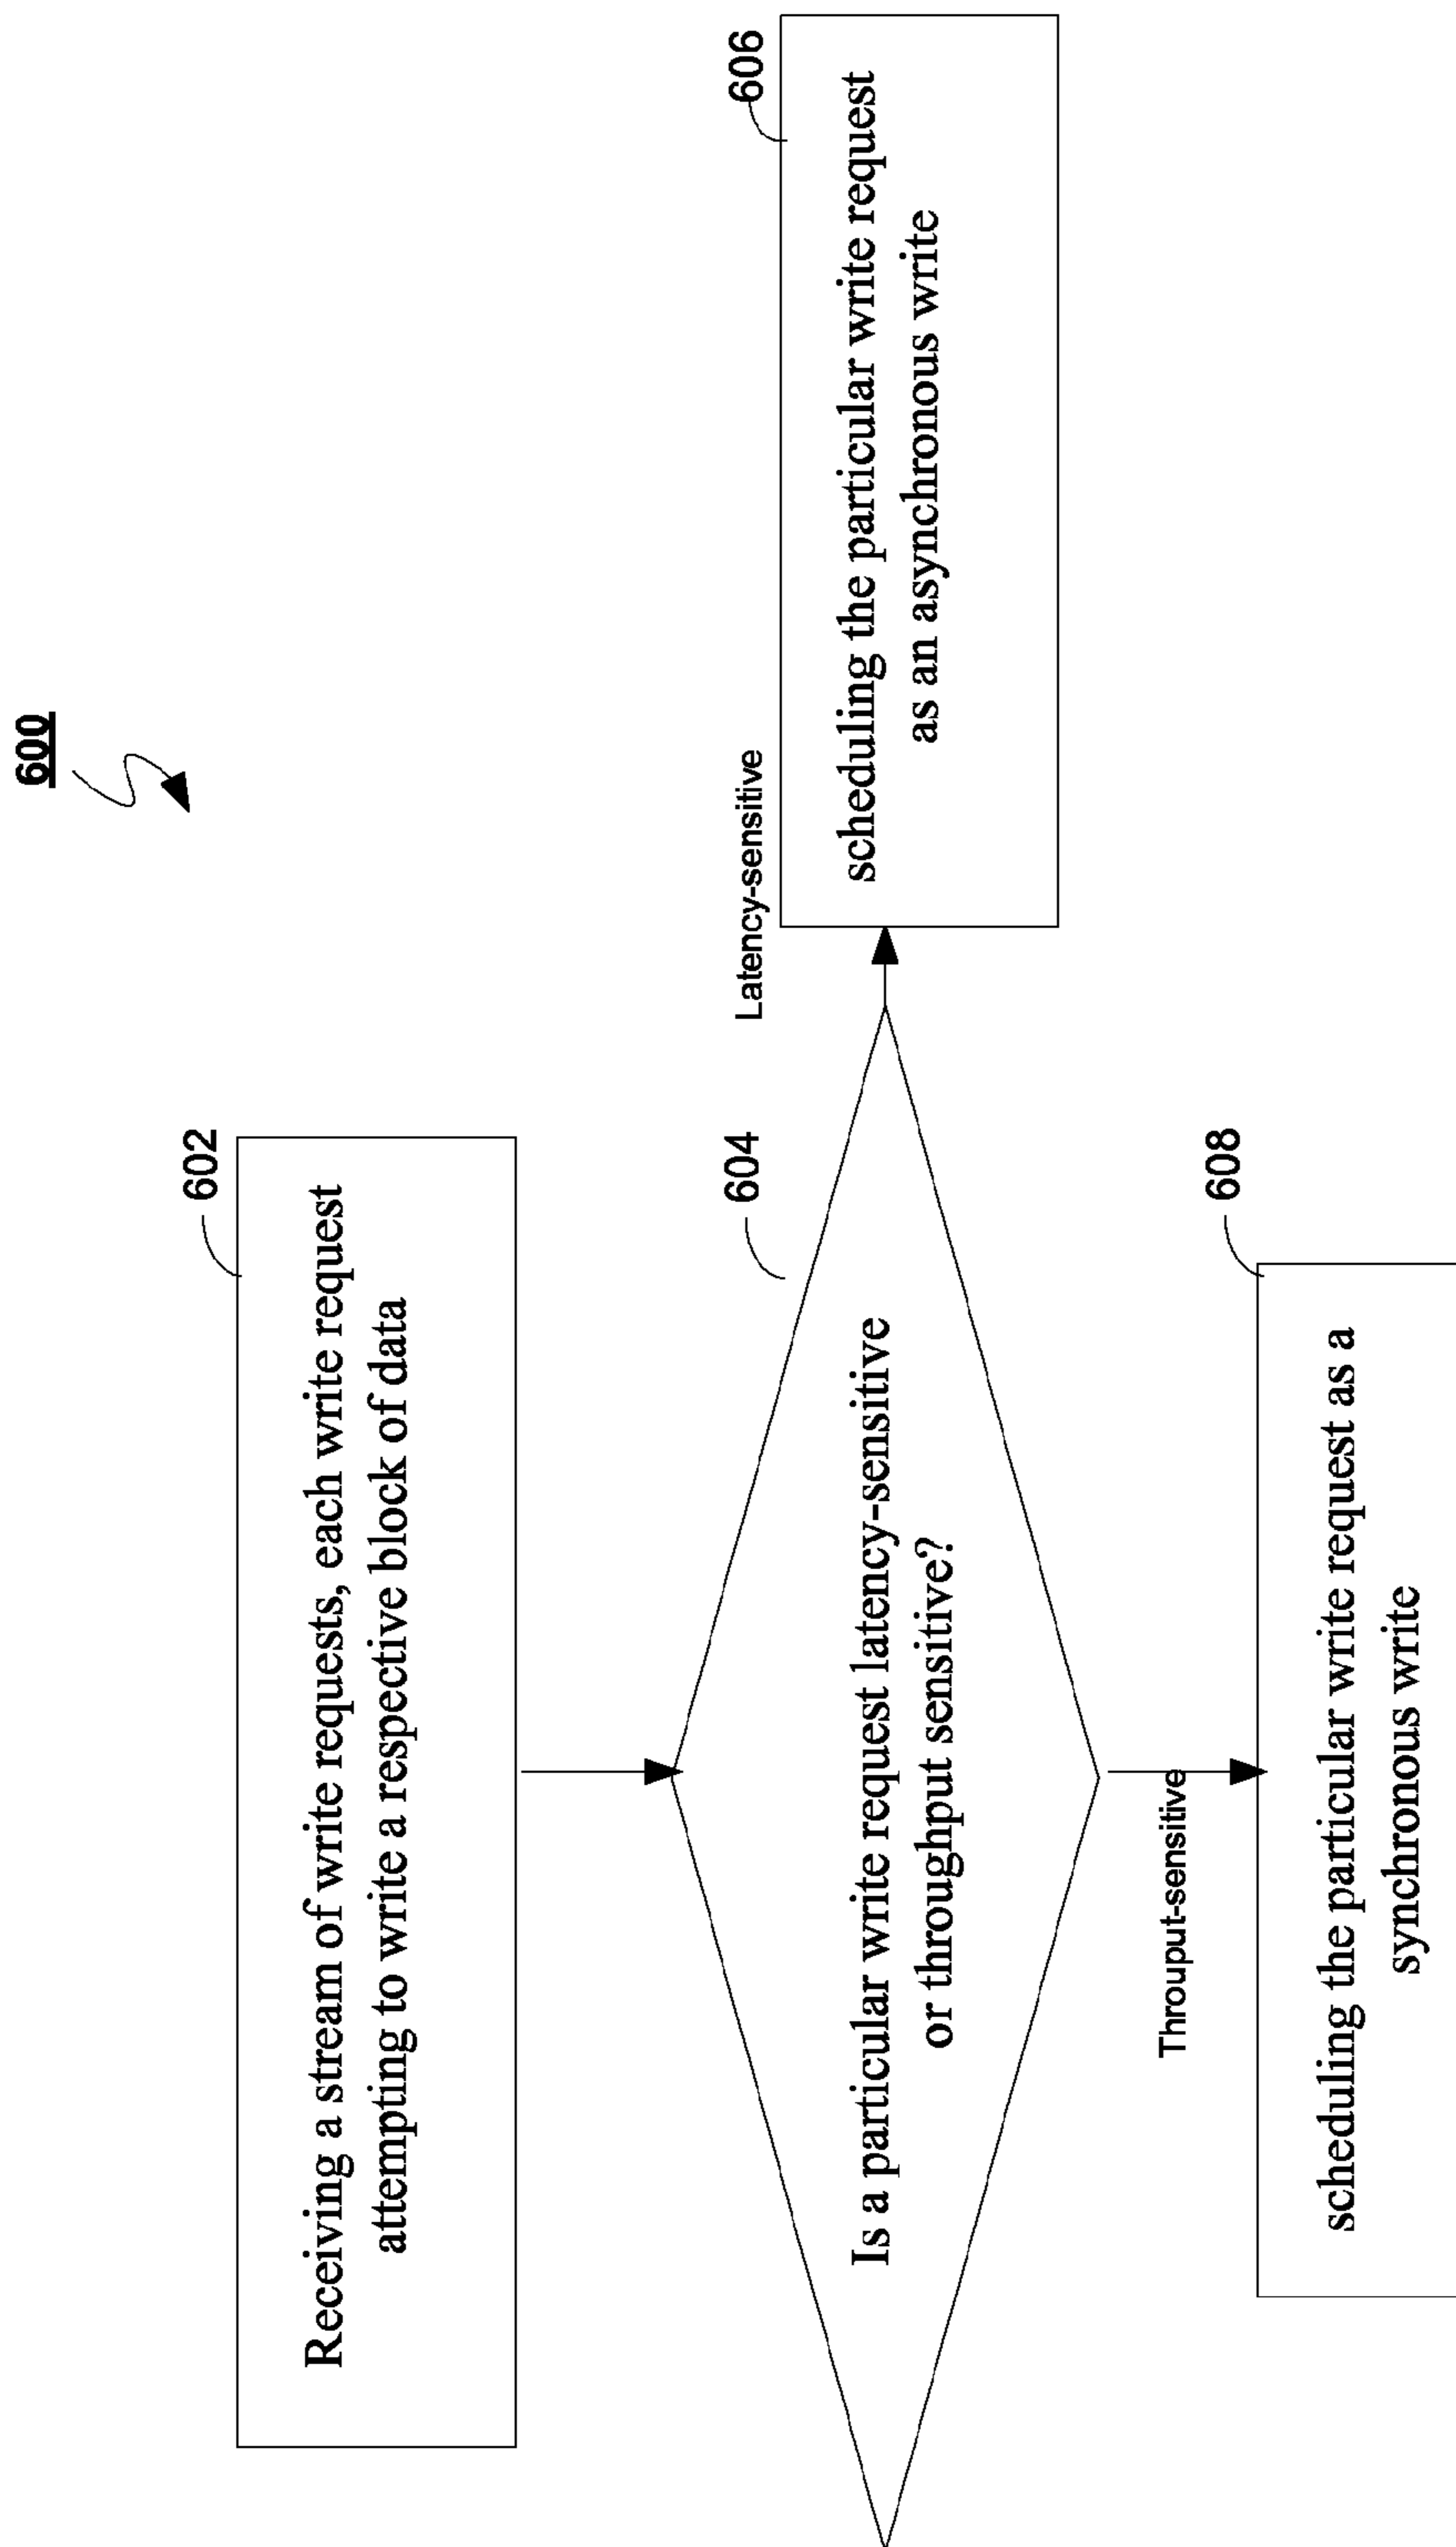 600
602
Receiving a stream of write requests, each write request
attempting to write a respective block of data
604
Is a particular write request latency-sensitive
or throughput sensitive?
Latency-sensitive
606
scheduling the particular write request
as an asynchronous write
Throuput-sensitive
608
scheduling the particular write request as a
synchronous write